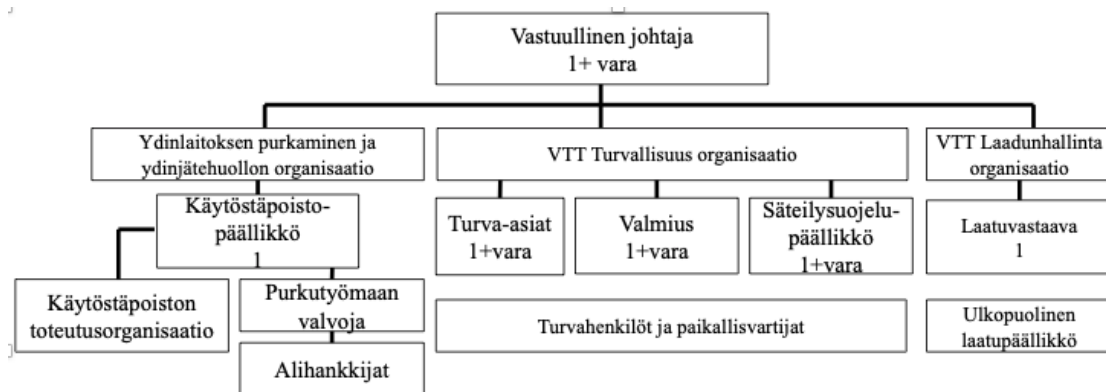 Vastuullinen johtaja
1+ vara
Ydinlaitoksen purkaminen ja
ydinjätehuollon organisaatio
VTT Turvallisuus organisaatio
VTT Laadunhallinta
organisaatio
Käytöstäpoisto-
päällikkö
1
Turva-asiat
1+vara
Valmius
1+vara
Säteilysuojelu-
päällikkö
1+vara
Laatuvastaava
1
Käytöstäpoiston
toteutusorganisaatio
Purkutyömaan
valvoja
Turvahenkilöt ja paikallisvartijat
Ulkopuolinen
laatupäällikkö
Alihankkijat